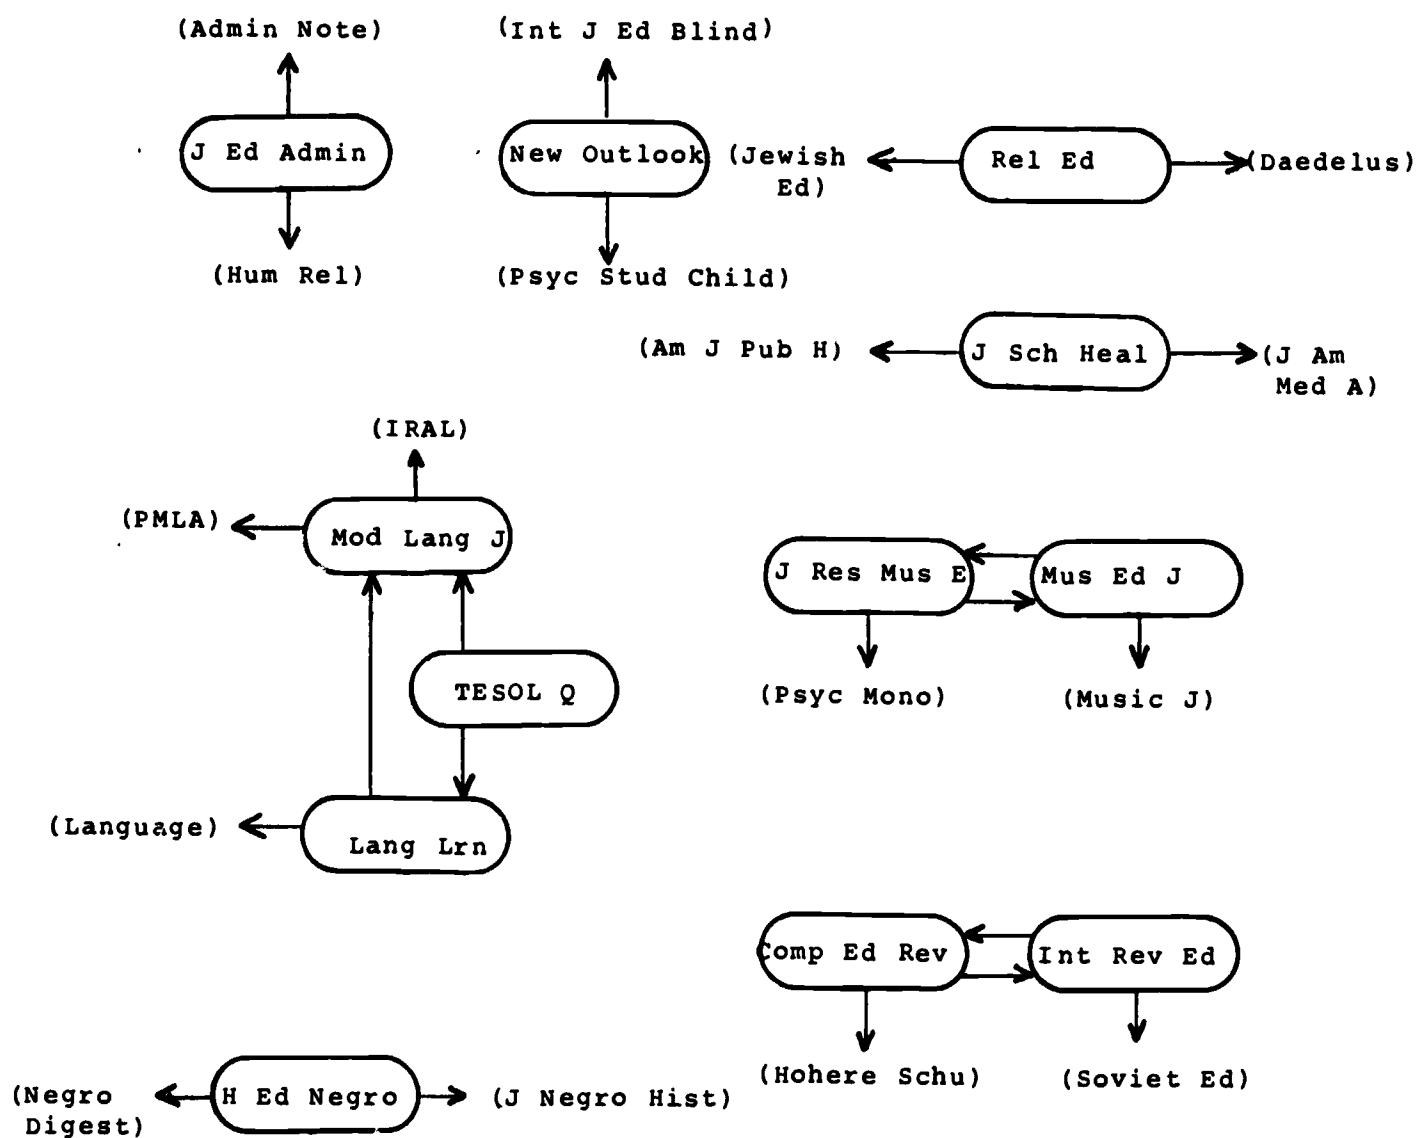 (Admin Note)
(Int J Ed Blind)
J Ed Admin
New Outlook
(Jewish
Ed)
Rel Ed
(Daedelus)
(Hum Rel)
(Psyc Stud Child)
(Am J Pub H)
J Sch Heal
(J Am
Med A)
(IRAL)
(PMLA)
Mod Lang J
J Res Mus E
Mus Ed J
TESOL Q
(Psyc Mono)
(Music J)
(Language)
Lang Lrn
Comp Ed Rev
Int Rev Ed
(Hohere Schu)
(Soviet Ed)
(Negro
Digest)
H Ed Negro
(J Negro Hist)